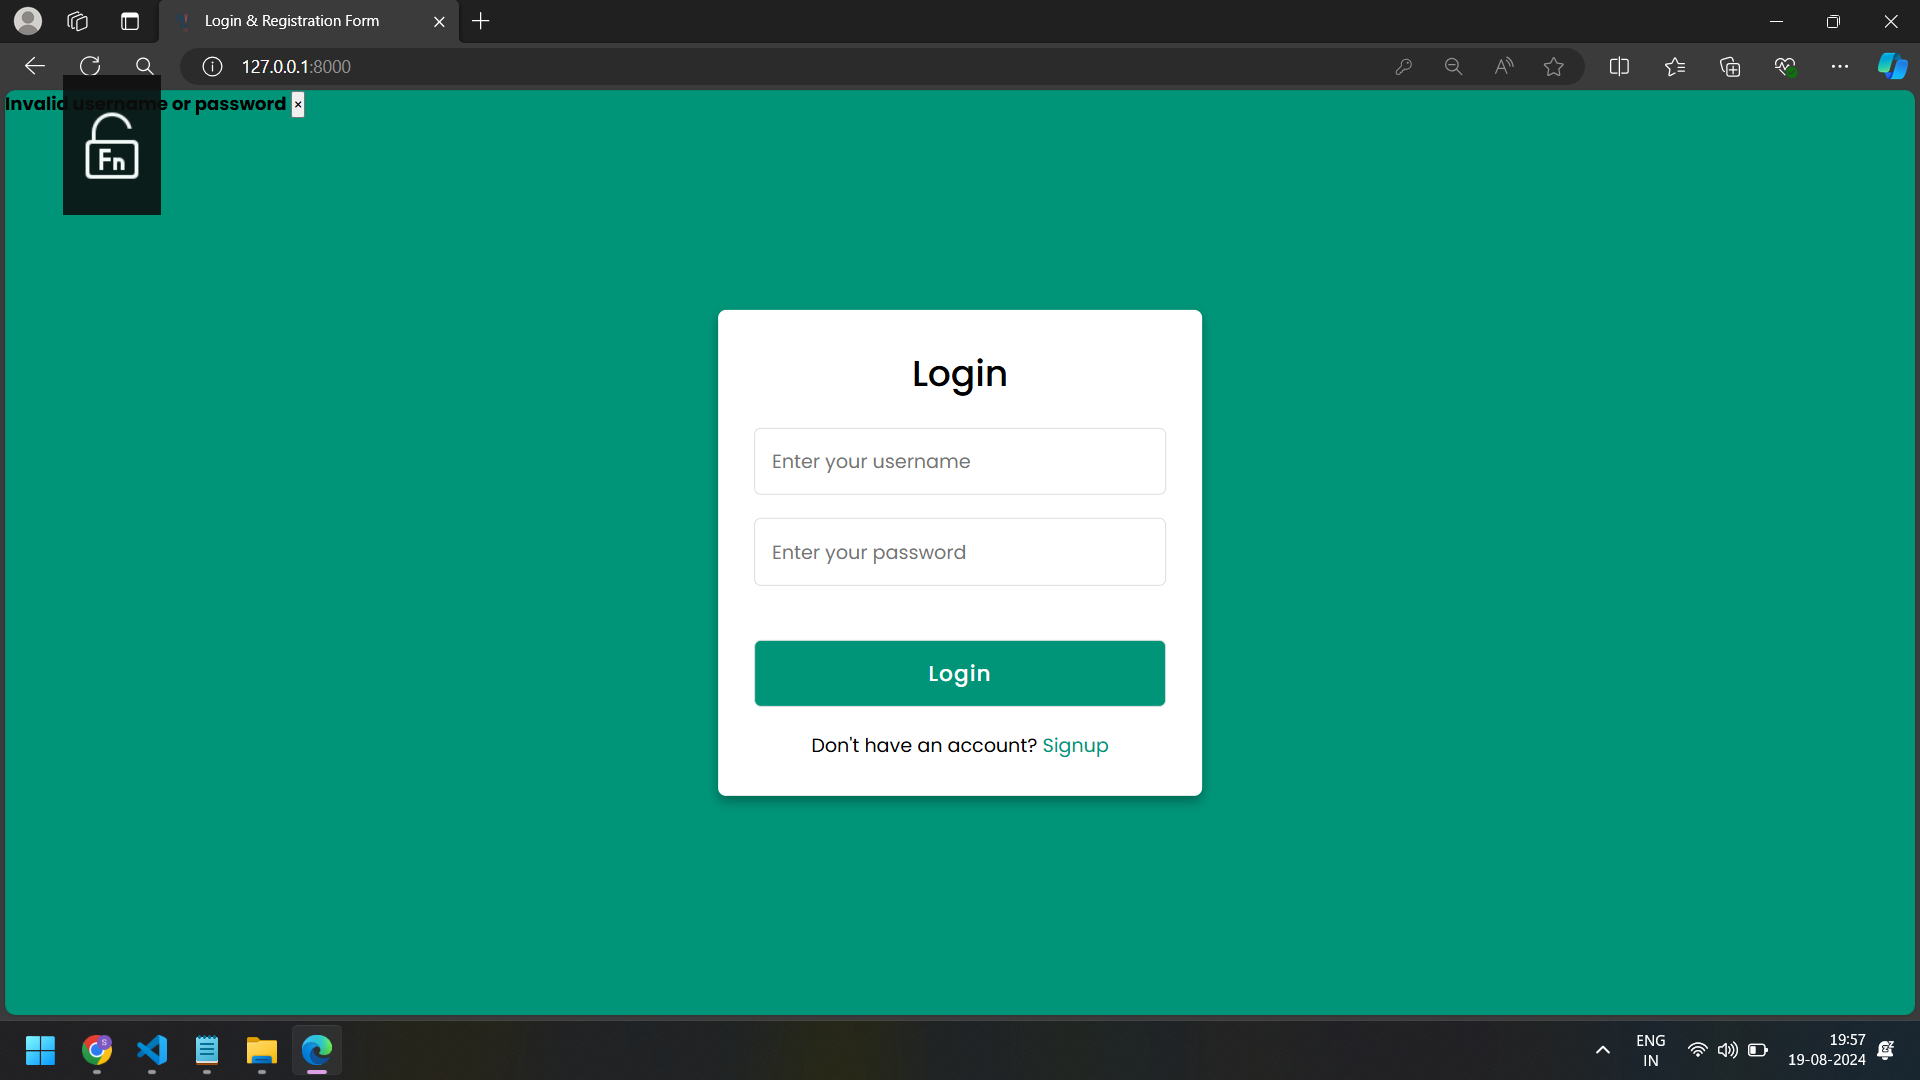 Login & Registration Form
127.0.0.1:8000
Invalid username or password ×
Fn
Login
Enter your username
Enter your password
Login
Don't have an account? Signup
ENG
IN
19:57
19-08-2024